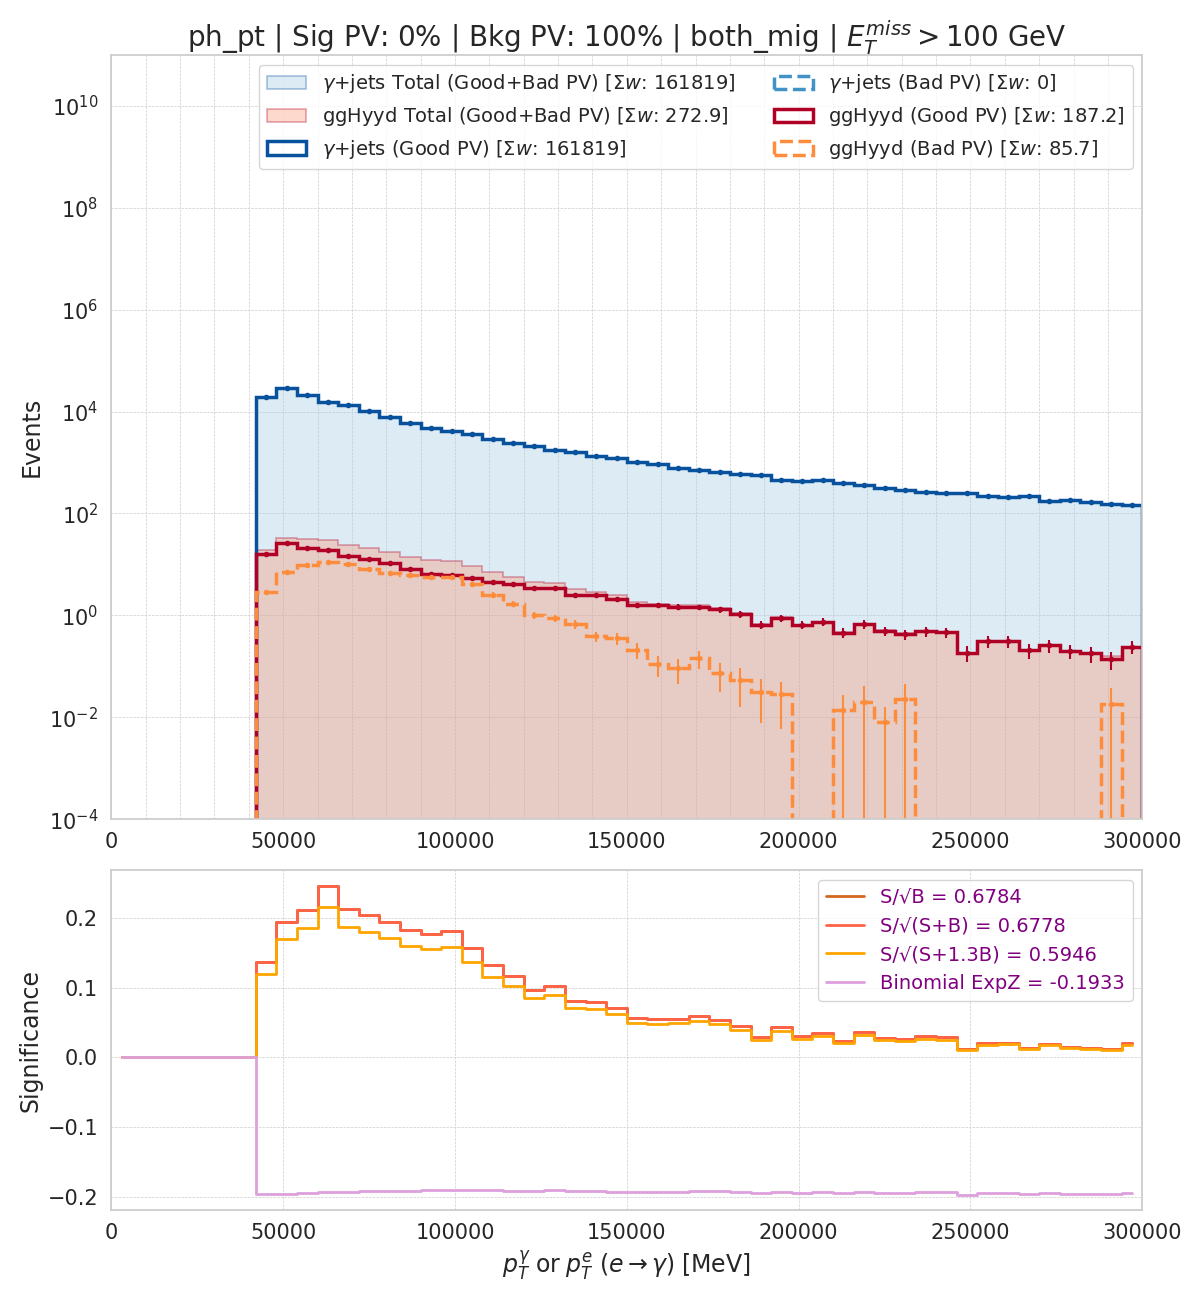 ph_pt | Sig PV: 0% | Bkg PV: 100% | both_mig | $E_T^{miss} > 100$ GeV
γ+jets Total (Good+Bad PV) [Σw: 161819]
ggHyyd Total (Good+Bad PV) [Σw: 272.9]
γ+jets (Good PV) [Σw: 161819]
γ+jets (Bad PV) [Σw: 0]
ggHyyd (Good PV) [Σw: 187.2]
ggHyyd (Bad PV) [Σw: 85.7]
Events
10^{10}
10^{8}
10^{6}
10^{4}
10^{2}
10^{0}
10^{−2}
10^{−4}
0 50000 100000 150000 200000 250000 300000
S/√B = 0.6784
S/√(S+B) = 0.6778
S/√(S+1.3B) = 0.5946
Binomial ExpZ = -0.1933
Significance
0.2
0.1
0.0
−0.1
−0.2
0 50000 100000 150000 200000 250000 300000
$p_T^γ$ or $p_T^e$ (e→γ) [MeV]